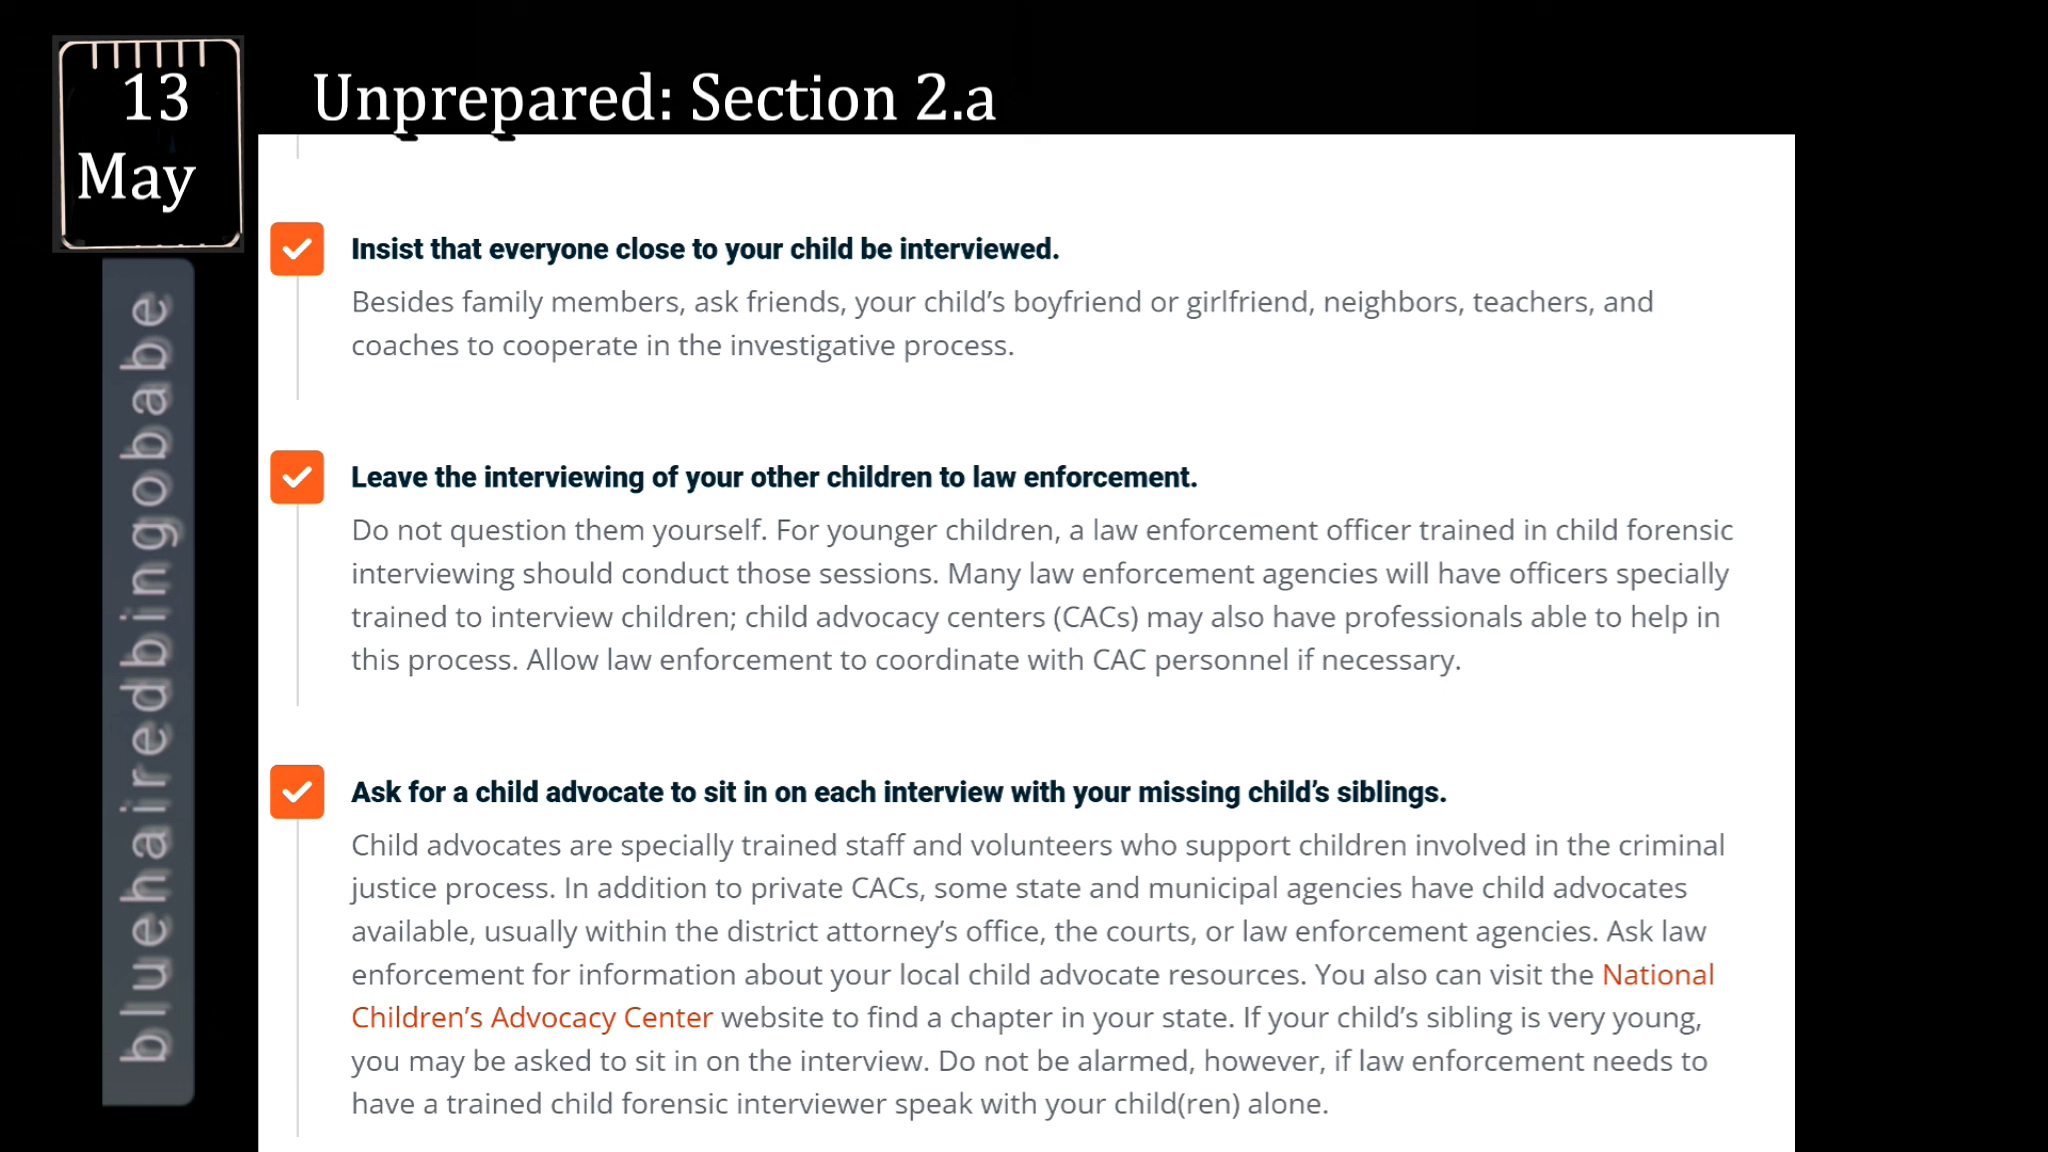 13
May
Unprepared: Section 2.a
bluehairedblingobabe
Insist that everyone close to your child be interviewed.
Besides family members, ask friends, your child’s boyfriend or girlfriend, neighbors, teachers, and
coaches to cooperate in the investigative process.
Leave the interviewing of your other children to law enforcement.
Do not question them yourself. For younger children, a law enforcement officer trained in child forensic
interviewing should conduct those sessions. Many law enforcement agencies will have officers specially
trained to interview children; child advocacy centers (CACs) may also have professionals able to help in
this process. Allow law enforcement to coordinate with CAC personnel if necessary.
Ask for a child advocate to sit in on each interview with your missing child’s siblings.
Child advocates are specially trained staff and volunteers who support children involved in the criminal
justice process. In addition to private CACs, some state and municipal agencies have child advocates
available, usually within the district attorney’s office, the courts, or law enforcement agencies. Ask law
enforcement for information about your local child advocate resources. You also can visit the National
Children’s Advocacy Center website to find a chapter in your state. If your child’s sibling is very young,
you may be asked to sit in on the interview. Do not be alarmed, however, if law enforcement needs to
have a trained child forensic interviewer speak with your child(ren) alone.